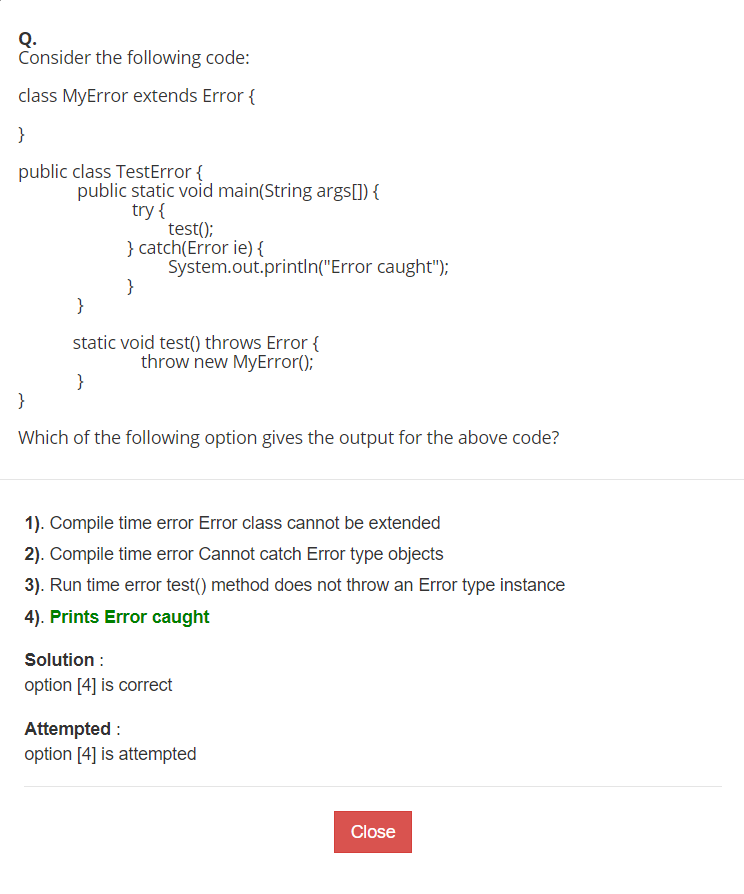 Q.
Consider the following code:
class MyError extends Error {
}
public class TestError {
public static void main(String args[]) {
try {
test();
} catch(Error ie) {
System.out.println("Error caught");
}
}
static void test() throws Error {
throw new MyError();
}
}
Which of the following option gives the output for the above code?
1). Compile time error Error class cannot be extended
2). Compile time error Cannot catch Error type objects
3). Run time error test() method does not throw an Error type instance
4). Prints Error caught
Solution :
option [4] is correct
Attempted :
option [4] is attempted
Close